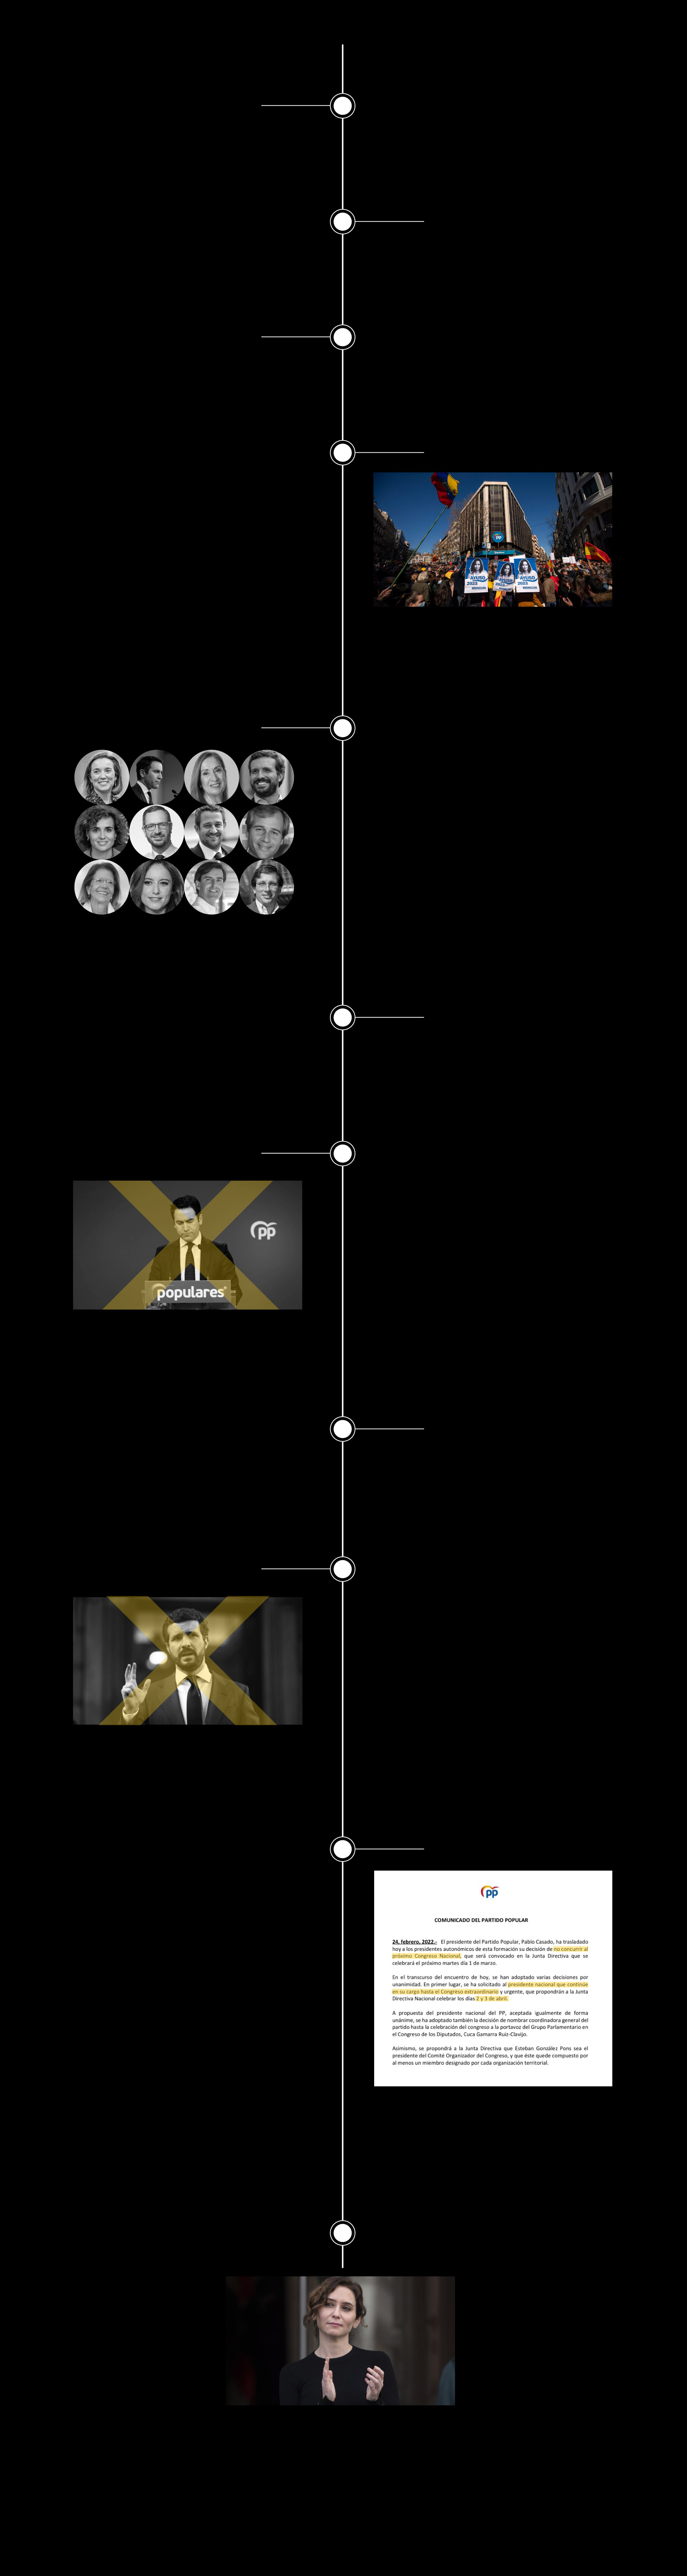 PP
AYUSO
2023
AYUSO
2023
AYUSO
2023
pp
populares
pp
COMUNICADO DEL PARTIDO POPULAR
24, febrero, 2022.- El presidente del Partido Popular, Pablo Casado, ha trasladado
hoy a los presidentes autonómicos de esta formación su decisión de no concurrir al
próximo Congreso Nacional, que será convocado en la Junta Directiva que se
celebrará el próximo martes día 1 de marzo.
En el transcurso del encuentro de hoy, se han adoptado varias decisiones por
unanimidad. En primer lugar, se ha solicitado al presidente nacional que continúe
en su cargo hasta el Congreso extraordinario y urgente, que propondrán a la Junta
Directiva Nacional celebrar los días 2 y 3 de abril.
A propuesta del presidente nacional del PP, aceptada igualmente de forma
unánime, se ha adoptado también la decisión de nombrar coordinadora general del
partido hasta la celebración del congreso a la portavoz del Grupo Parlamentario en
el Congreso de los Diputados, Cuca Gamarra Ruiz-Clavijo.
Asimismo, se propondrá a la Junta Directiva que Esteban González Pons sea el
presidente del Comité Organizador del Congreso, y que éste quede compuesto por
al menos un miembro designado por cada organización territorial.